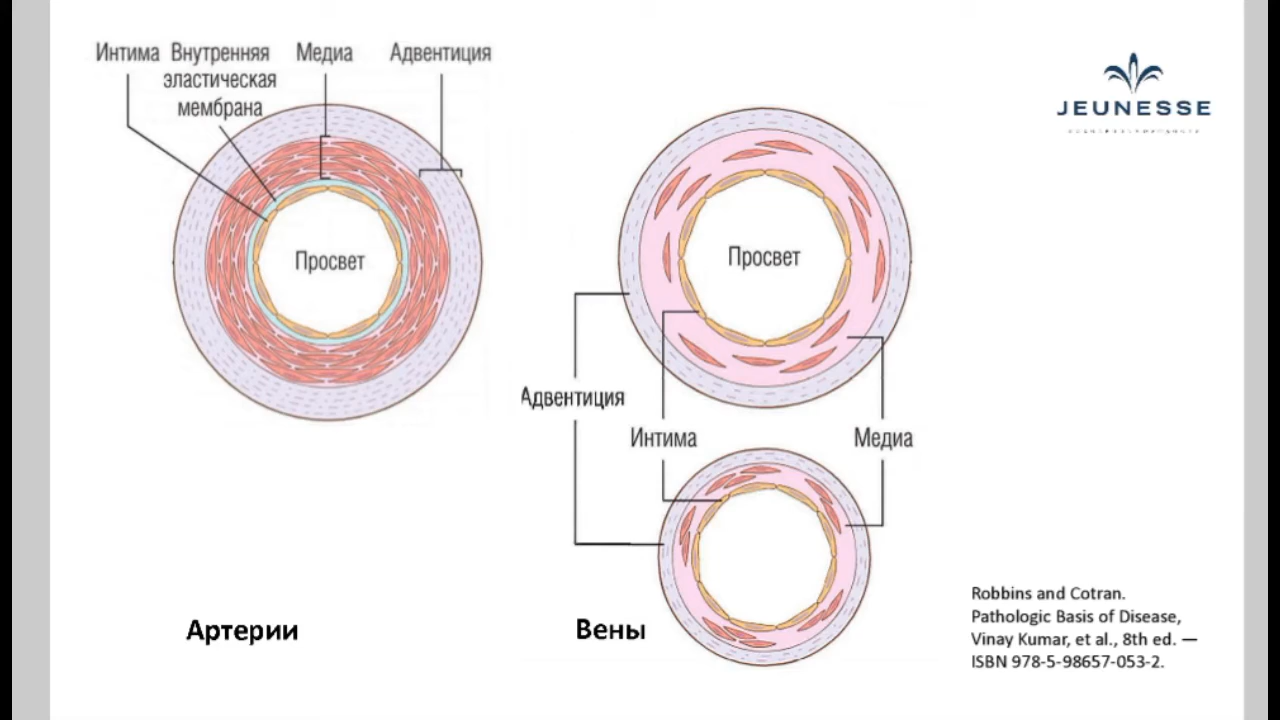 Интима
Внутренняя
эластическая
мембрана
Медиа
Адвентиция
Просвет
JEUNESSE
Просвет
Адвентиция
Интима
Медиа
Артерии
Вены
Robbins and Cotran.
Pathologic Basis of Disease,
Vinay Kumar, et al., 8th ed. —
ISBN 978-5-98657-053-2.